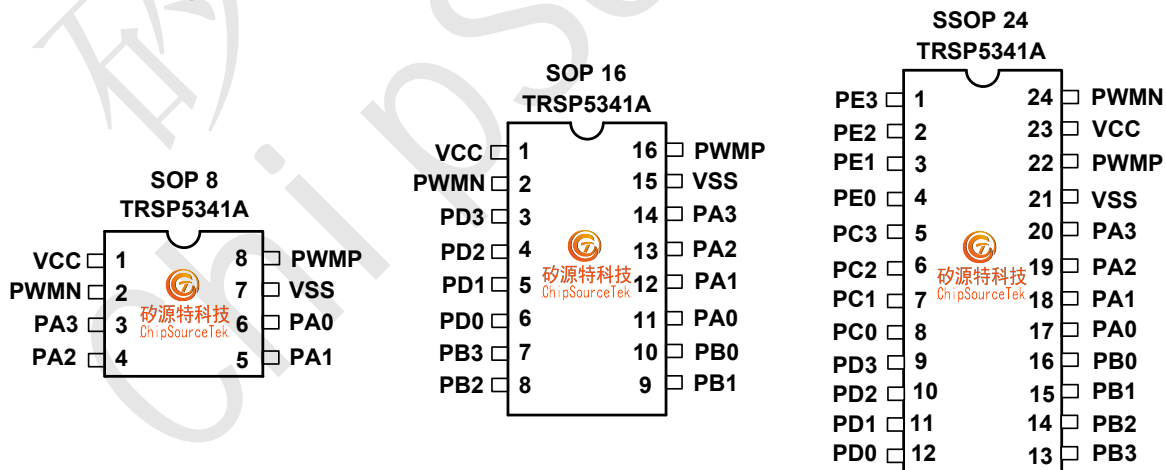 SOP 8
TRSP5341A
VCC 1 8 PWMP
PWMN 2 7 VSS
PA3 3 6 PA0
PA2 4 5 PA1
矽源特科技
ChipSourceTek
SOP 16
TRSP5341A
VCC 1 16 PWMP
PWMN 2 15 VSS
PD3 3 14 PA3
PD2 4 13 PA2
PD1 5 12 PA1
PD0 6 11 PA0
PB3 7 10 PB0
PB2 8 9 PB1
矽源特科技
ChipSourceTek
SSOP 24
TRSP5341A
PE3 1 24 PWMN
PE2 2 23 VCC
PE1 3 22 PWMP
PE0 4 21 VSS
PC3 5 20 PA3
PC2 6 19 PA2
PC1 7 18 PA1
PC0 8 17 PA0
PD3 9 16 PB0
PD2 10 15 PB1
PD1 11 14 PB2
PD0 12 13 PB3
矽源特科技
ChipSourceTek
矽
ChipS